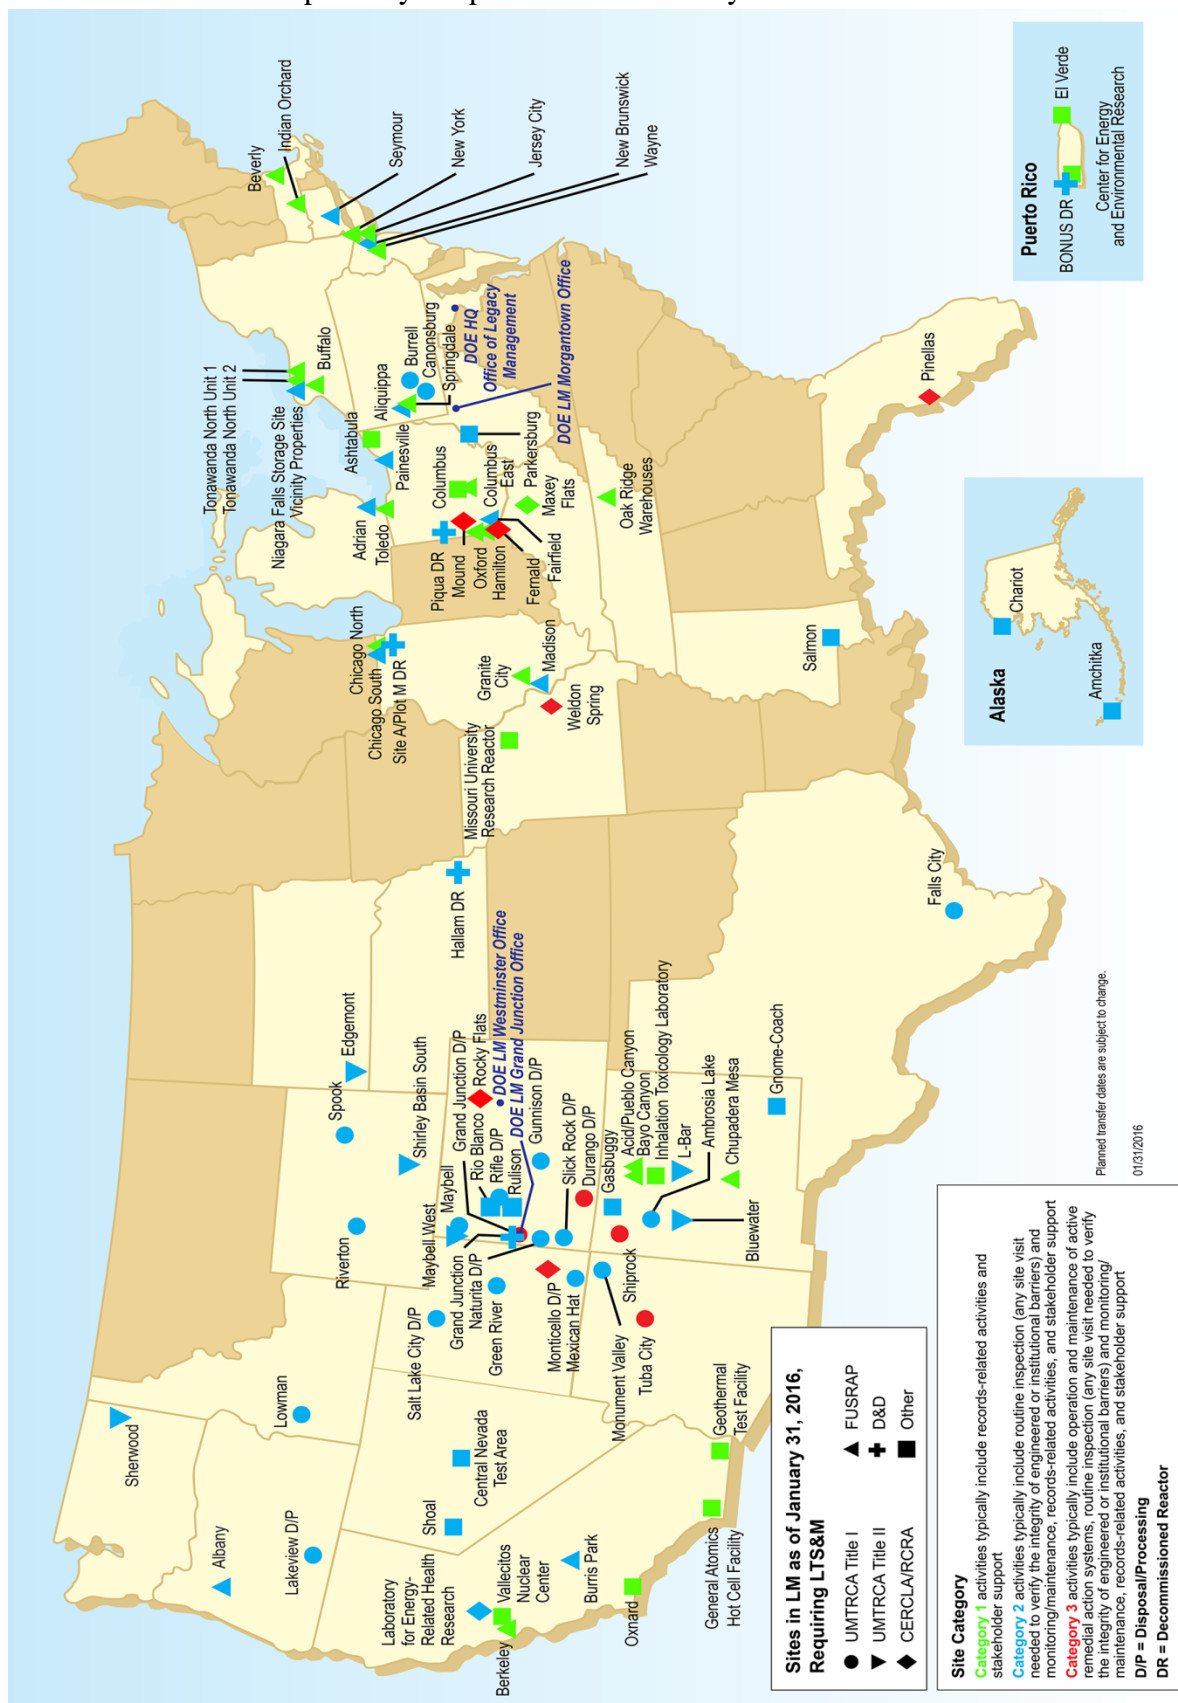 Beverly
Indian Orchard
Seymour
New York
Jersey City
New Brunswick
Wayne
Tonawanda North Unit 1
Tonawanda North Unit 2
Niagara Falls Storage Site
Vicinity Properties
Buffalo
Ashtabula
Painesville
Aliquippa
Burrell
Canonsburg
Springdale
DOE HQ
Office of Legacy
Management
DOE LM Morgantown Office
Adrian
Toledo
Columbus
Columbus
East
Parkersburg
Piqua DR
Mound
Oxford
Hamilton
Fernald
Fairfield
Maxey
Flats
Oak Ridge
Warehouses
Pinellas
Chicago North
Chicago South
Site A/Plot M DR
Granite
City
Madison
Weldon
Spring
Missouri University
Research Reactor
Salmon
Hallam DR
Falls City
Edgemont
Spook
Shirley Basin South
Riverton
Maybell
Maybell West
Grand Junction D/P
Rocky Flats
Rio Blanco
Rifle D/P
Rulison
DOE LM Westminster Office
DOE LM Grand Junction Office
Gunnison D/P
Slick Rock D/P
Durango D/P
Grand Junction
Naturita D/P
Green River
Salt Lake City D/P
Monticello D/P
Mexican Hat
Monument Valley
Tuba City
Shiprock
Gasbuggy
Acid/Pueblo Canyon
Bayo Canyon
Inhalation Toxicology Laboratory
L-Bar
Ambrosia Lake
Chupadera Mesa
Bluewater
Gnome-Coach
Sherwood
Lowman
Albany
Lakeview D/P
Central Nevada
Test Area
Shoal
Laboratory
for Energy-
Related Health
Research
Vallecitos
Nuclear
Center
Berkeley
Burris Park
Oxnard
General Atomics
Hot Cell Facility
Geothermal
Test Facility
Puerto Rico
El Verde
BONUS DR
Center for Energy
and Environmental Research
Alaska
Chariot
Amchitka
Planned transfer dates are subject to change.
01/31/2016
Sites in LM as of January 31, 2016,
Requiring LTS&M
UMTRCA Title I
UMTRCA Title II
CERCLA/RCRA
FUSRAP
D&D
Other
Site Category
Category 1 activities typically include records-related activities and
stakeholder support
Category 2 activities typically include routine inspection (any site visit
needed to verify the integrity of engineered or institutional barriers) and
monitoring/maintenance, records-related activities, and stakeholder support
Category 3 activities typically include operation and maintenance of active
remedial action systems, routine inspection (any site visit needed to verify
the integrity of engineered or institutional barriers) and monitoring/
maintenance, records-related activities, and stakeholder support
D/P = Disposal/Processing
DR = Decommissioned Reactor